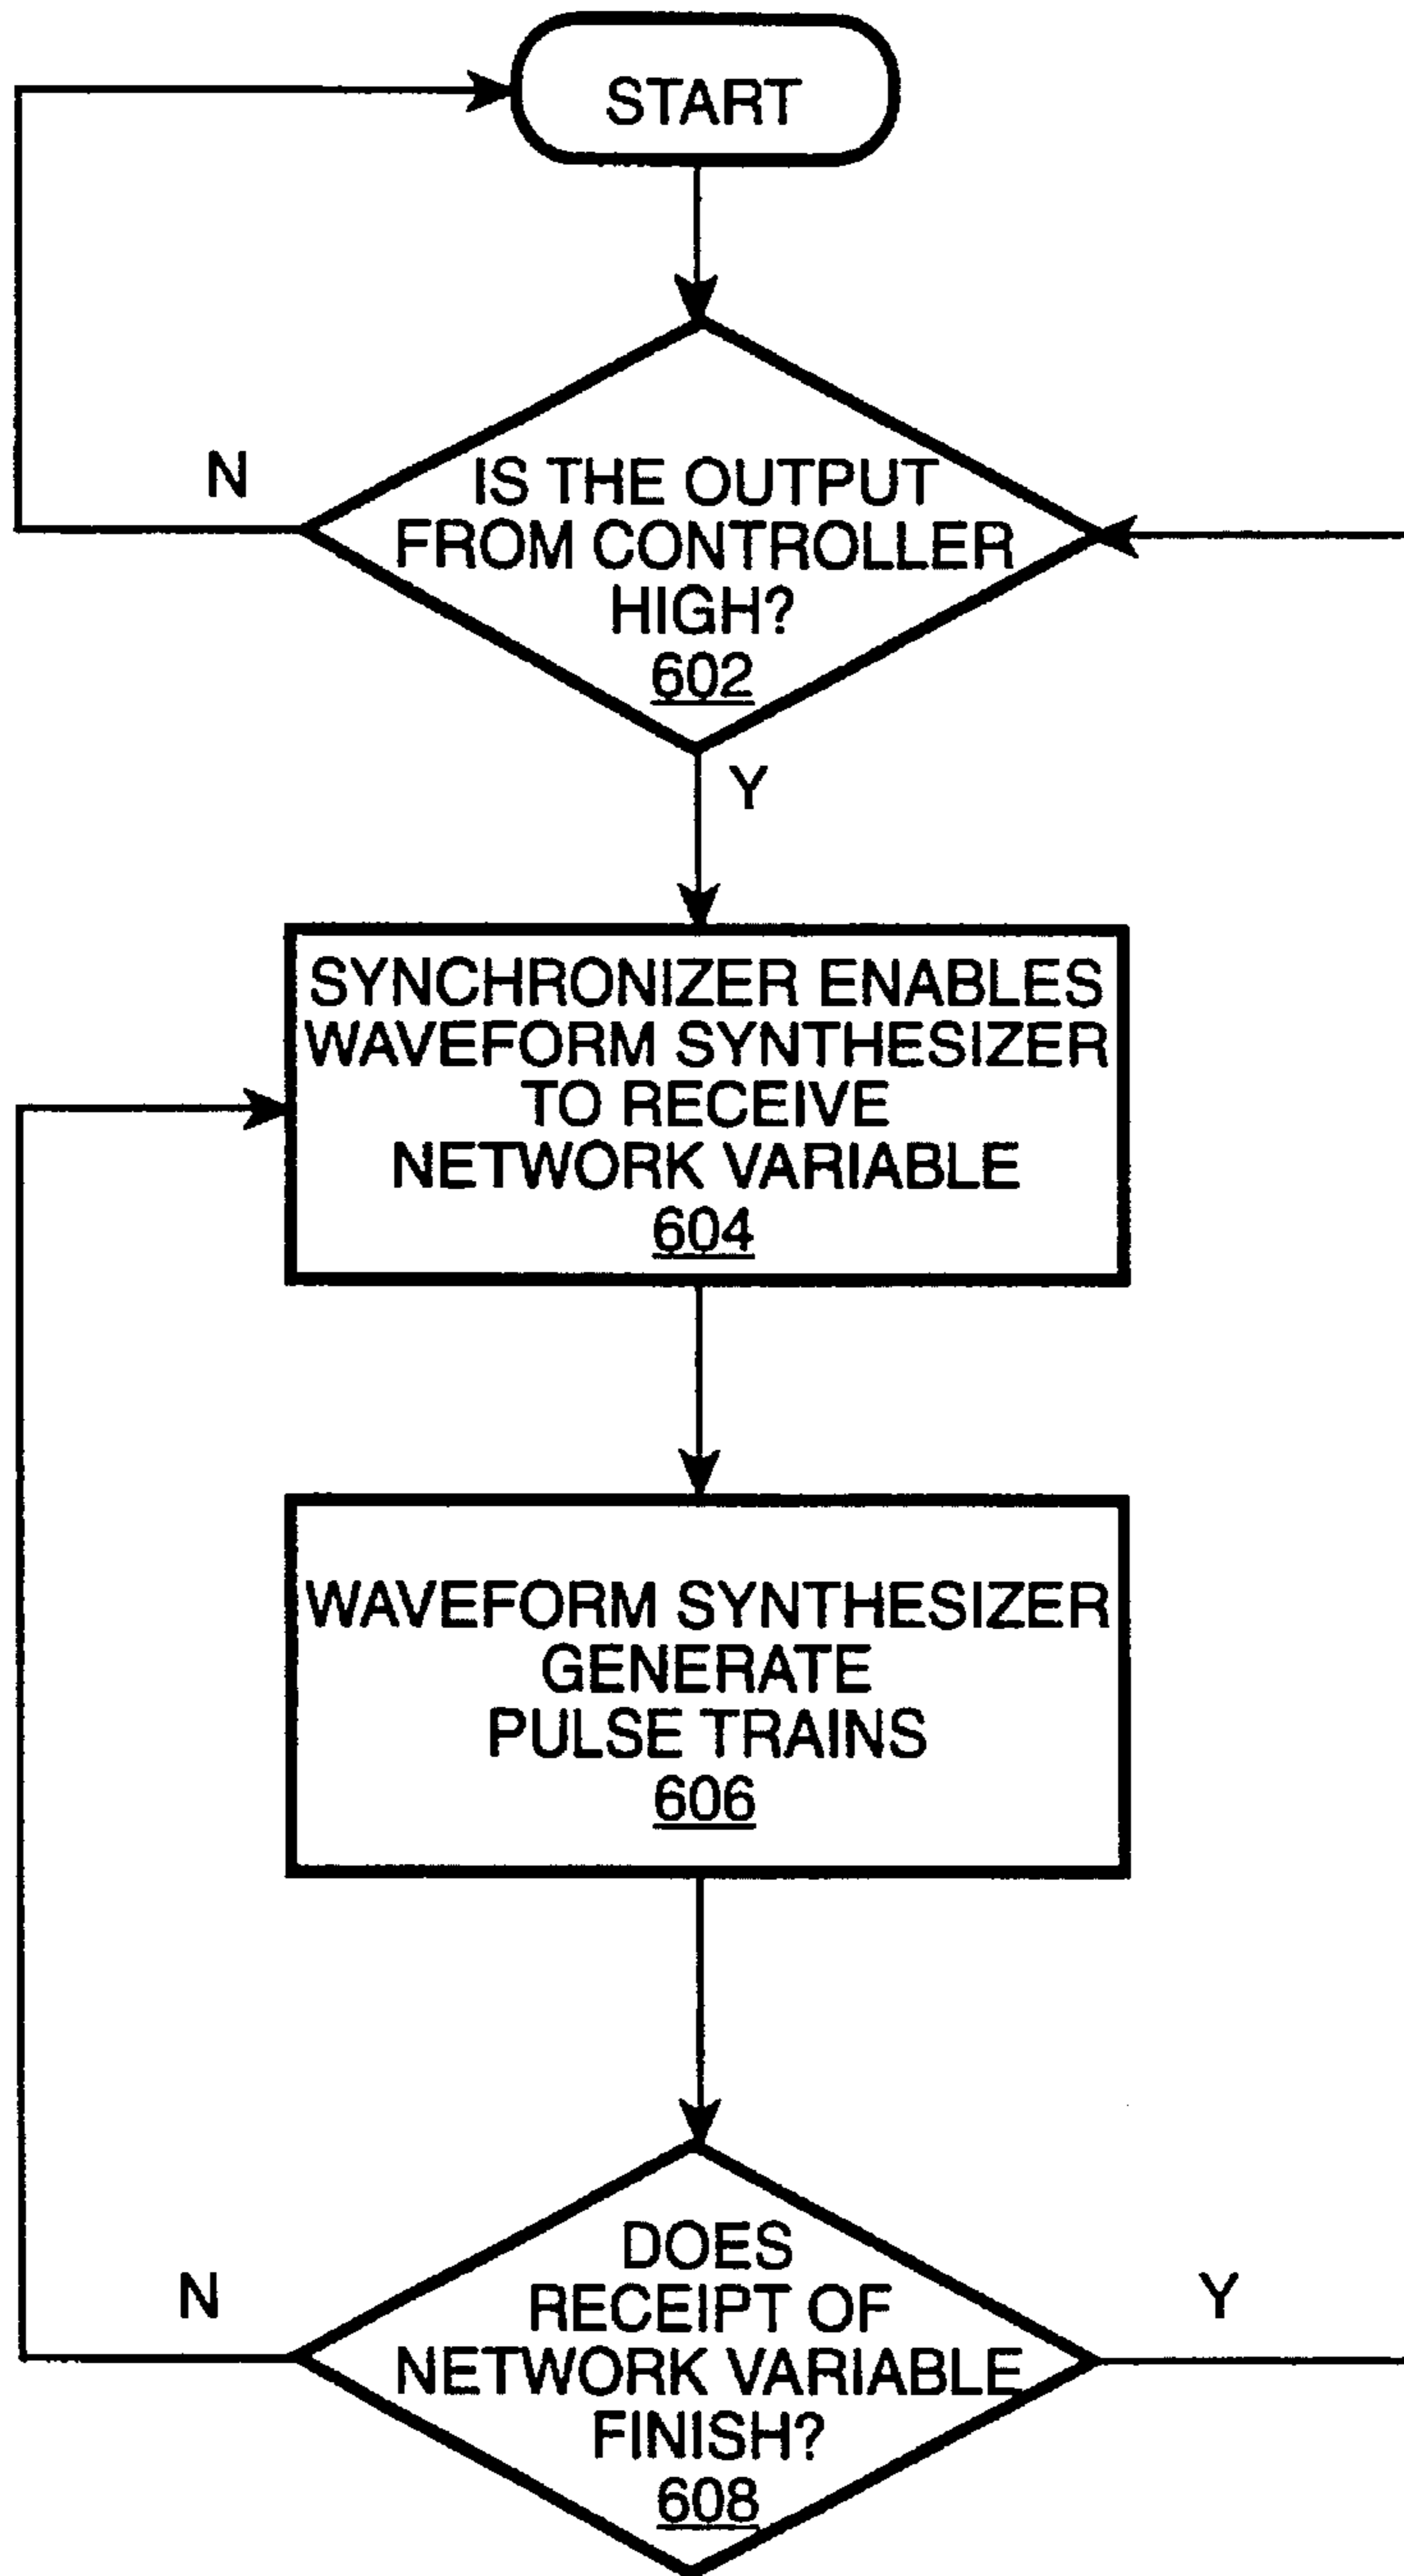 START
N
IS THE OUTPUT
FROM CONTROLLER
HIGH?
602
Y
SYNCHRONIZER ENABLES
WAVEFORM SYNTHESIZER
TO RECEIVE
NETWORK VARIABLE
604
WAVEFORM SYNTHESIZER
GENERATE
PULSE TRAINS
606
N
DOES
RECEIPT OF
NETWORK VARIABLE
FINISH?
608
Y